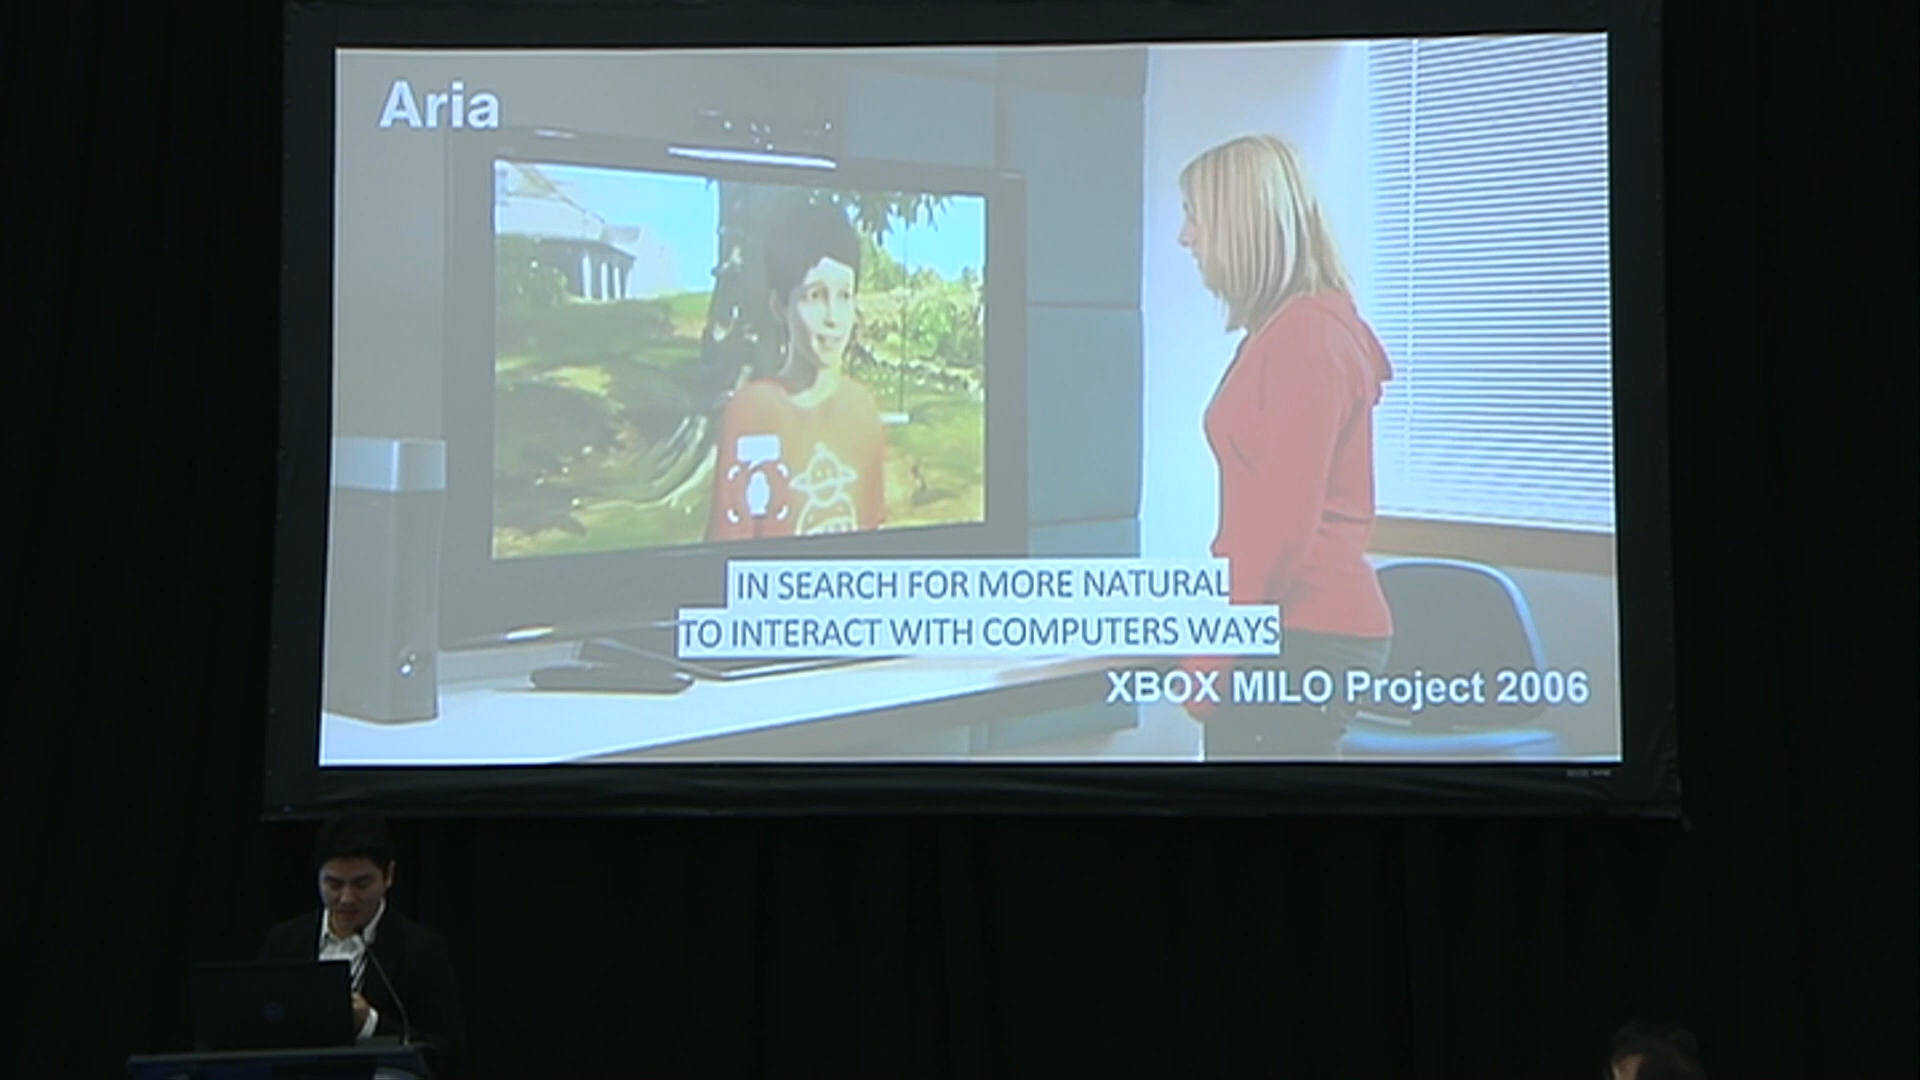 Aria
IN SEARCH FOR MORE NATURAL
TO INTERACT WITH COMPUTERS WAYS
XBOX MILO Project 2006